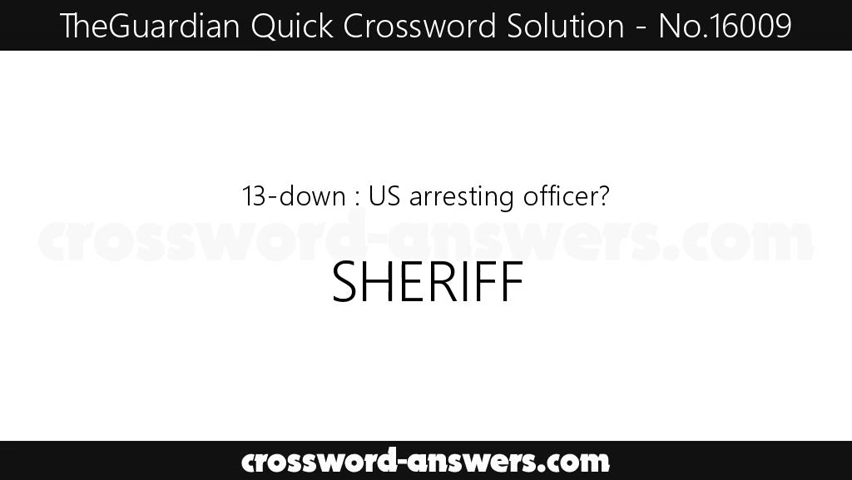 TheGuardian Quick Crossword Solution - No.16009
13-down : US arresting officer?
crossword-answers.com
SHERIFF
crossword-answers.com